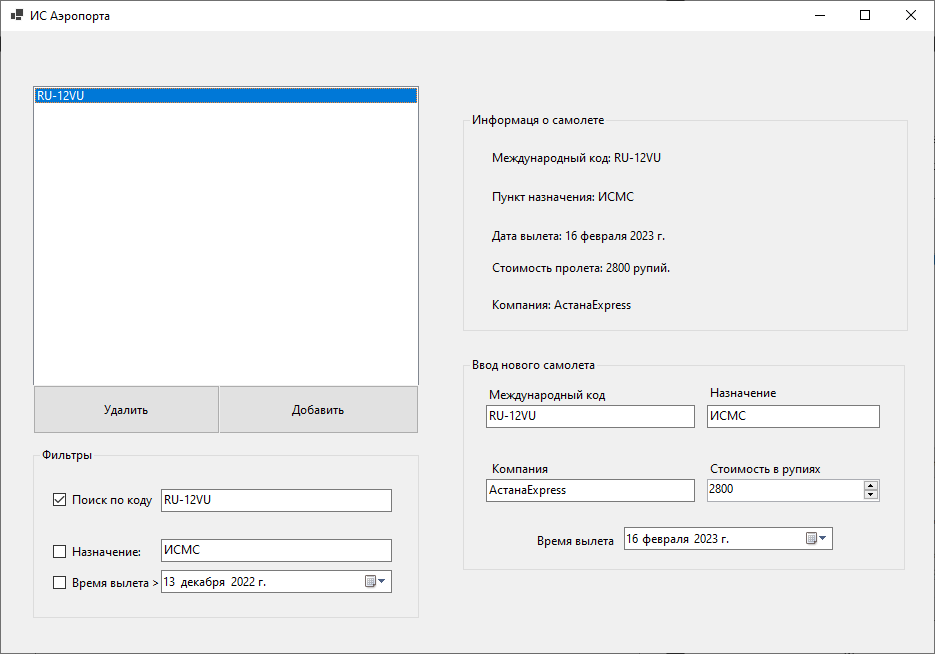 ИС Аэропорта
RU-12VU
Удалить
Добавить
Фильтры
Поиск по коду
RU-12VU
Назначение:
ИСМС
Время вылета >
13 декабря 2022 г.
Информаця о самолете
Международный код: RU-12VU
Пункт назначения: ИСМС
Дата вылета: 16 февраля 2023 г.
Стоимость пролета: 2800 рупий.
Компания: АстанаExpress
Ввод нового самолета
Международный код
Назначение
RU-12VU
ИСМС
Компания
Стоимость в рупиях
АстанаExpress
2800
Время вылета
16 февраля 2023 г.